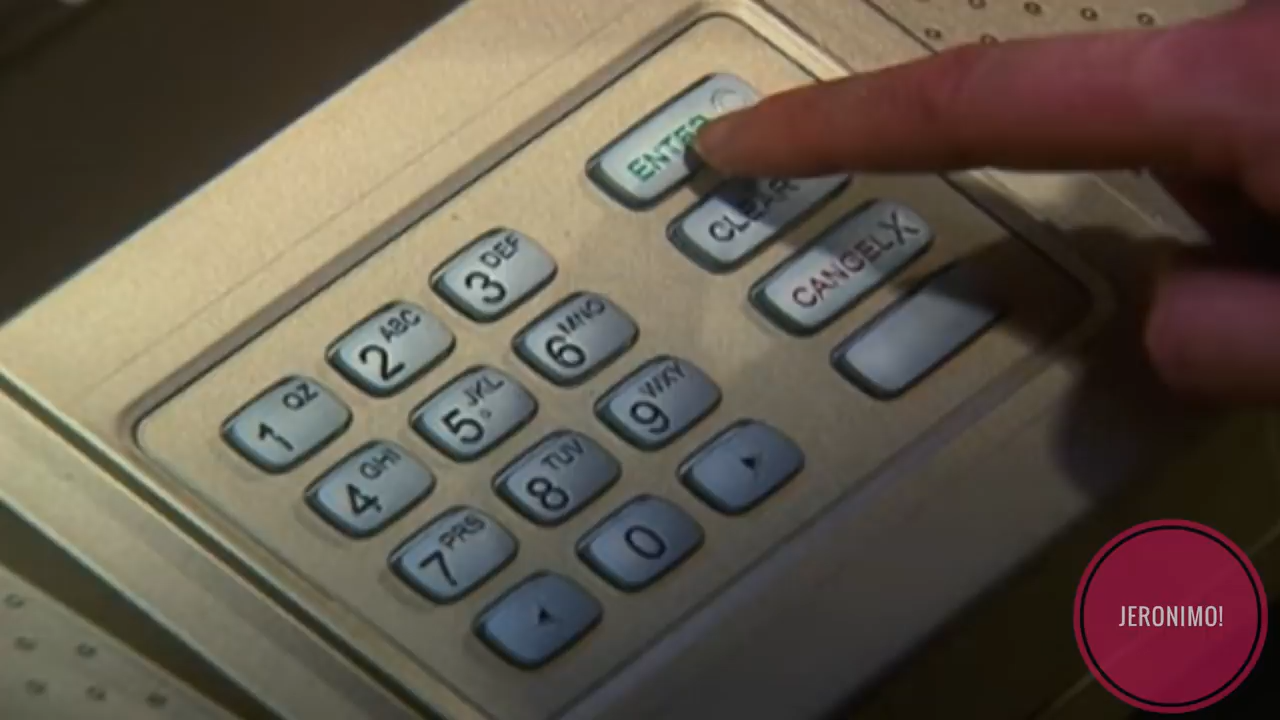 ENTER
CLEAR
CANCEL X
1 QZ
2 ABC
3 DEF
4 GHI
5 JKL
6 MNO
7 PRS
8 TUV
9 WXY
0
JERONIMO!